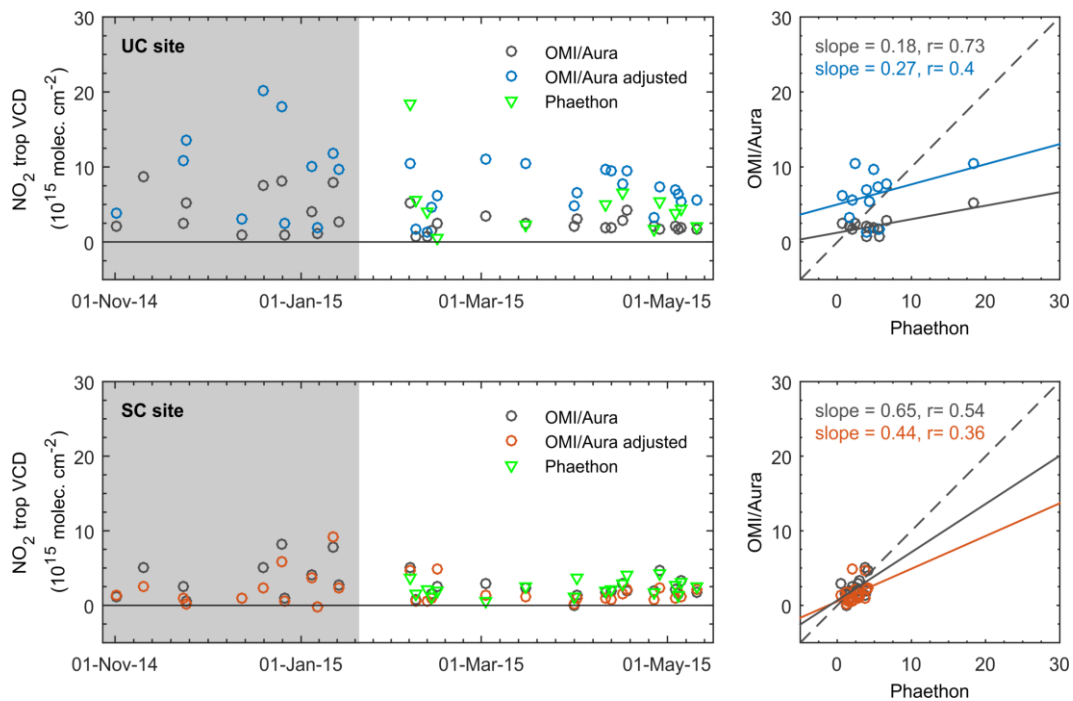 UC site
OMI/Aura
OMI/Aura adjusted
Phaethon
NO2 trop VCD
(10^15 molec. cm^-2)
30
20
10
0
01-Nov-14
01-Jan-15
01-Mar-15
01-May-15
slope = 0.18, r= 0.73
slope = 0.27, r= 0.4
OMI/Aura
30
20
10
0
0
10
20
30
Phaethon
SC site
OMI/Aura
OMI/Aura adjusted
Phaethon
NO2 trop VCD
(10^15 molec. cm^-2)
30
20
10
0
01-Nov-14
01-Jan-15
01-Mar-15
01-May-15
slope = 0.65, r= 0.54
slope = 0.44, r= 0.36
OMI/Aura
30
20
10
0
0
10
20
30
Phaethon